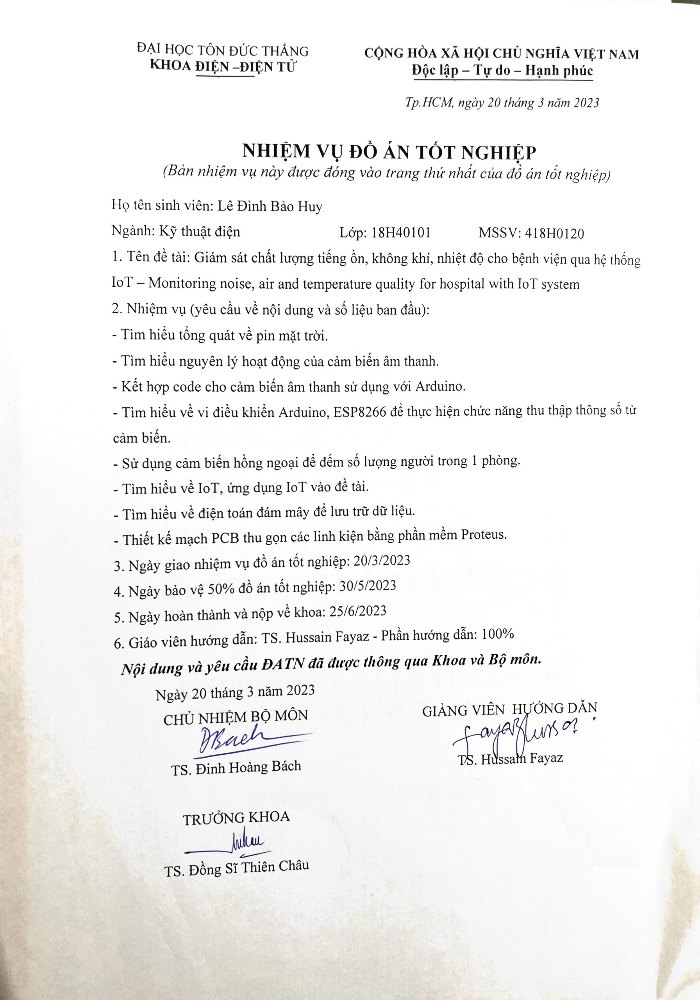 ĐẠI HỌC TÔN ĐỨC THẮNG
KHOA ĐIỆN –ĐIỆN TỬ
CỘNG HÒA XÃ HỘI CHỦ NGHĨA VIỆT NAM
Độc lập – Tự do – Hạnh phúc
Tp.HCM, ngày 20 tháng 3 năm 2023
NHIỆM VỤ ĐỒ ÁN TỐT NGHIỆP
(Bản nhiệm vụ này được đóng vào trang thứ nhất của đồ án tốt nghiệp)
Họ tên sinh viên: Lê Đình Bảo Huy
Ngành: Kỹ thuật điện Lớp: 18H40101 MSSV: 418H0120
1. Tên đề tài: Giám sát chất lượng tiếng ồn, không khí, nhiệt độ cho bệnh viện qua hệ thống
IoT – Monitoring noise, air and temperature quality for hospital with IoT system
2. Nhiệm vụ (yêu cầu về nội dung và số liệu ban đầu):
- Tìm hiểu tổng quát về pin mặt trời.
- Tìm hiểu nguyên lý hoạt động của cảm biến âm thanh.
- Kết hợp code cho cảm biến âm thanh sử dụng với Arduino.
- Tìm hiểu về vi điều khiển Arduino, ESP8266 để thực hiện chức năng thu thập thông số từ
cảm biến.
- Sử dụng cảm biến hồng ngoại để đếm số lượng người trong 1 phòng.
- Tìm hiểu về IoT, ứng dụng IoT vào đề tài.
- Tìm hiểu về điện toán đám mây để lưu trữ dữ liệu.
- Thiết kế mạch PCB thu gọn các linh kiện bằng phần mềm Proteus.
3. Ngày giao nhiệm vụ đồ án tốt nghiệp: 20/3/2023
4. Ngày bảo vệ 50% đồ án tốt nghiệp: 30/5/2023
5. Ngày hoàn thành và nộp về khoa: 25/6/2023
6. Giáo viên hướng dẫn: TS. Hussain Fayaz - Phần hướng dẫn: 100%
Nội dung và yêu cầu ĐATN đã được thông qua Khoa và Bộ môn.
Ngày 20 tháng 3 năm 2023
CHỦ NHIỆM BỘ MÔN
DBach
TS. Đinh Hoàng Bách
GIẢNG VIÊN HƯỚNG DẪN
TS. Hussain Fayaz
TRƯỞNG KHOA
TS. Đồng Sĩ Thiên Châu